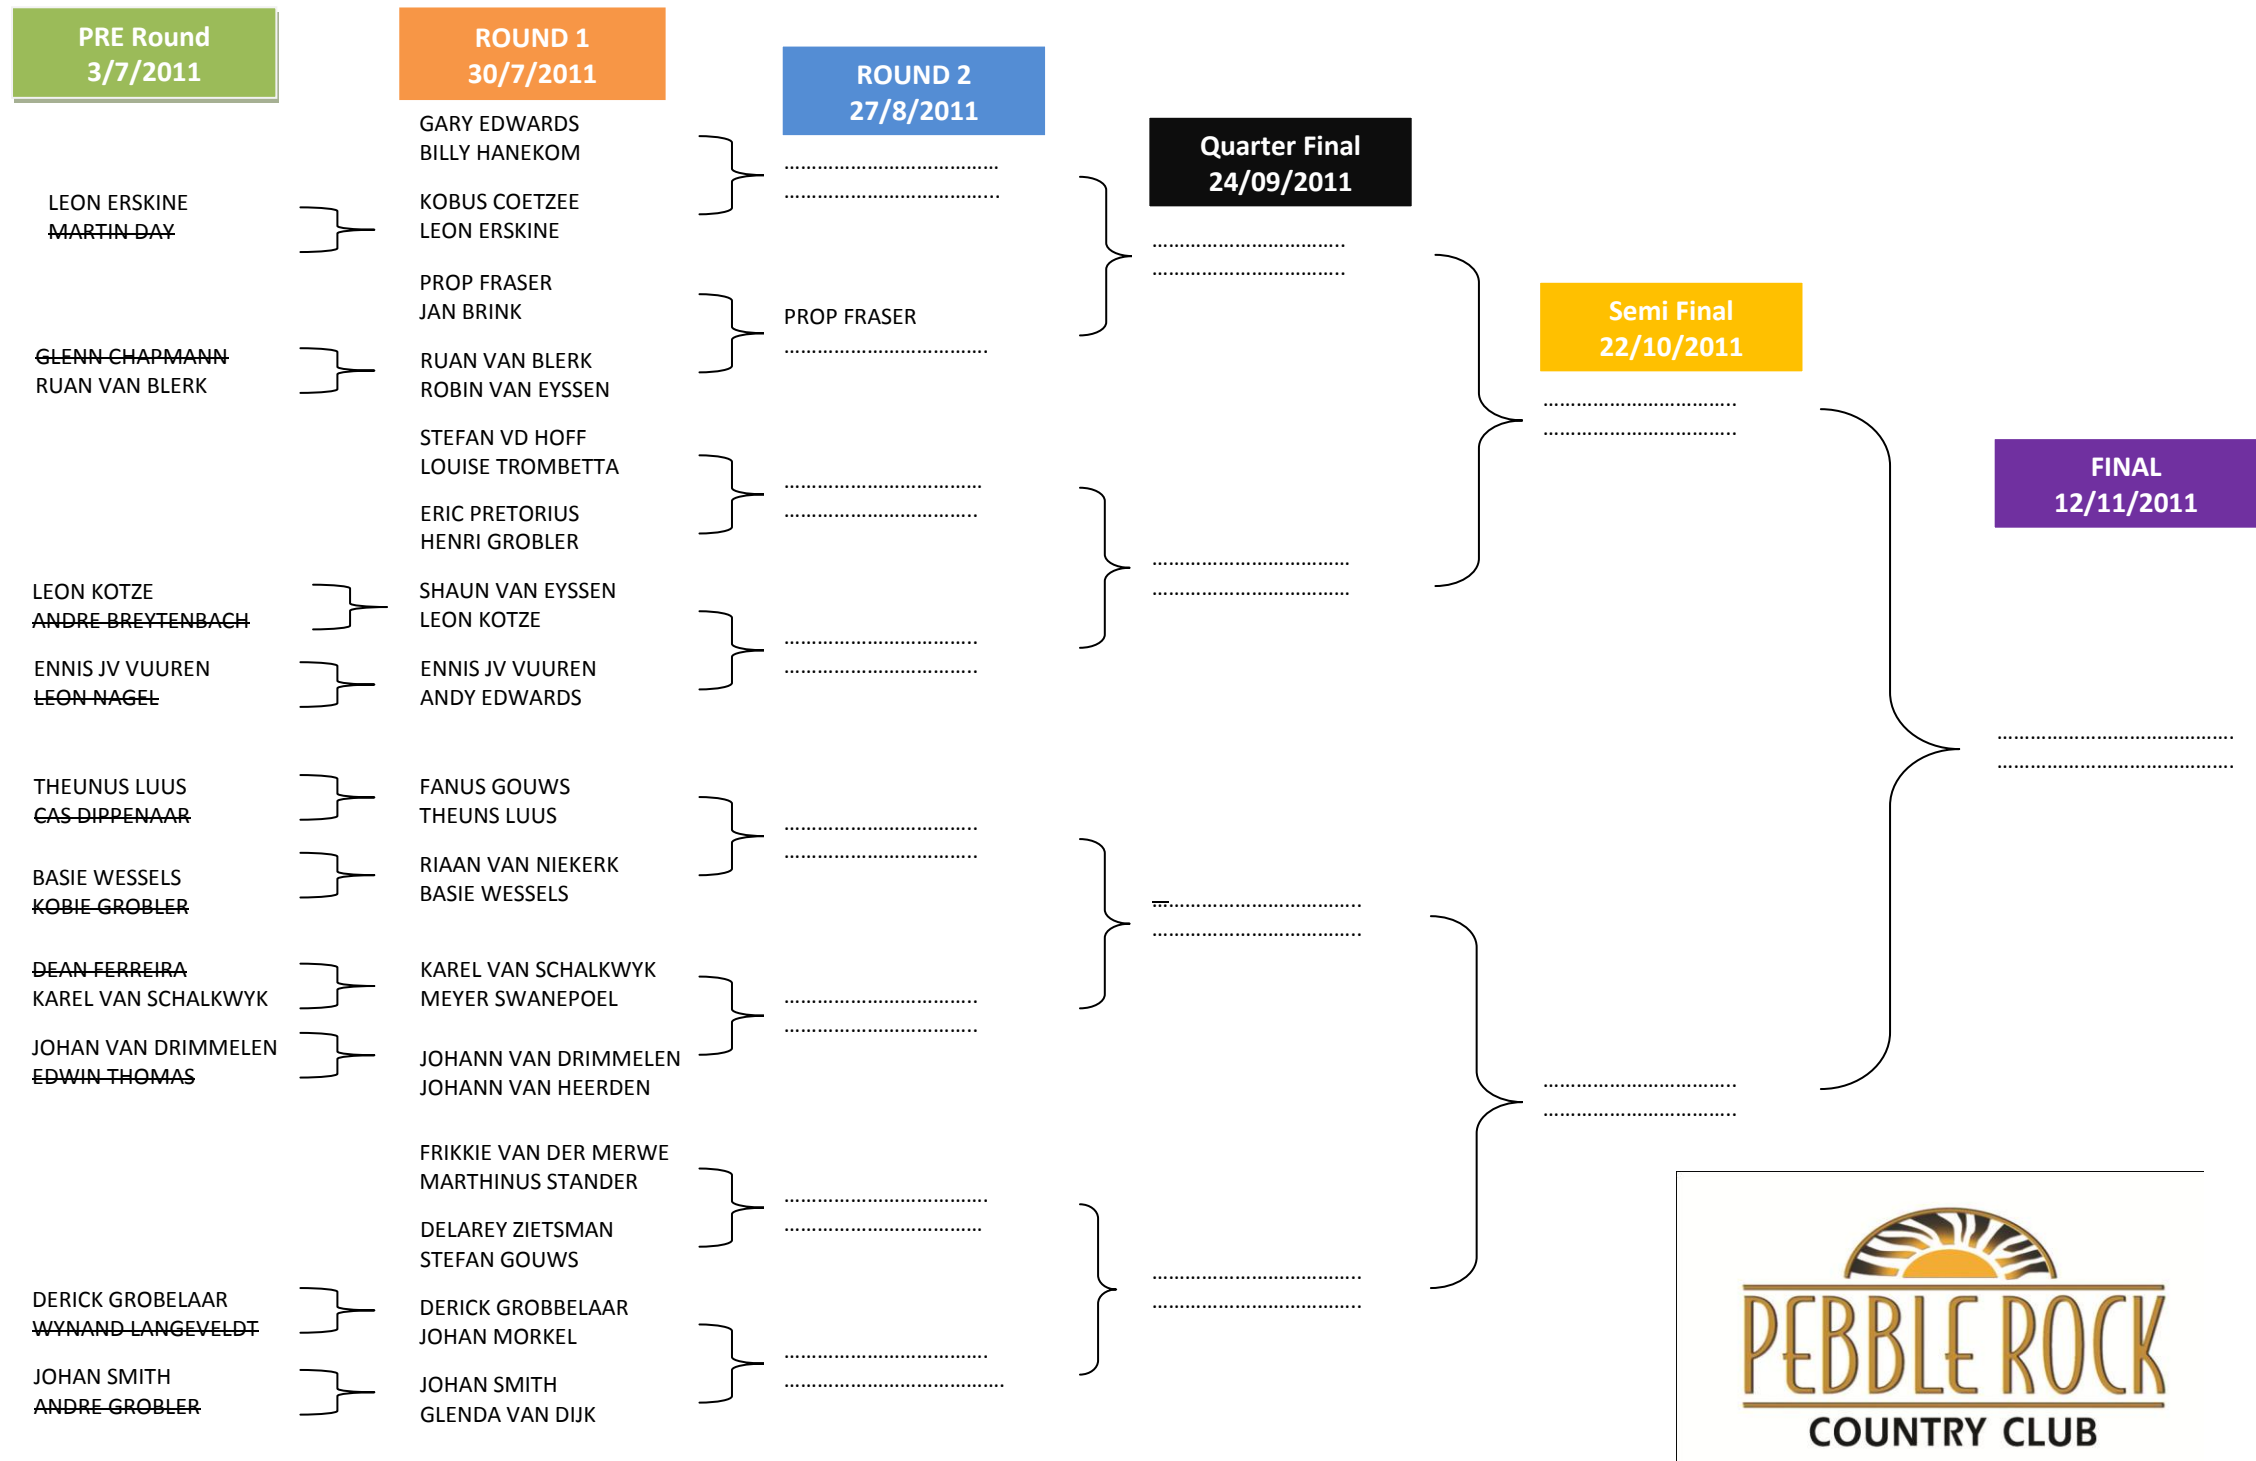 PRE Round
3/7/2011
LEON ERSKINE
MARTIN DAY
GLENN CHAPMANN
RUAN VAN BLERK
LEON KOTZE
ANDRE BREYTENBACH
ENNIS JV VUUREN
LEON NAGEL
THEUNUS LUUS
CAS DIPPENAAR
BASIE WESSELS
KOBIE GROBLER
DEAN FERREIRA
KAREL VAN SCHALKWYK
JOHAN VAN DRIMMELEN
EDWIN THOMAS
DERICK GROBELAAR
WYNAND LANGEVELDT
JOHAN SMITH
ANDRE GROBLER
ROUND 1
30/7/2011
GARY EDWARDS
BILLY HANEKOM
KOBUS COETZEE
LEON ERSKINE
PROP FRASER
JAN BRINK
RUAN VAN BLERK
ROBIN VAN EYSSEN
STEFAN VD HOFF
LOUISE TROMBETTA
ERIC PRETORIUS
HENRI GROBLER
SHAUN VAN EYSSEN
LEON KOTZE
ENNIS JV VUUREN
ANDY EDWARDS
FANUS GOUWS
THEUNS LUUS
RIAAN VAN NIEKERK
BASIE WESSELS
KAREL VAN SCHALKWYK
MEYER SWANEPOEL
JOHANN VAN DRIMMELEN
JOHANN VAN HEERDEN
FRIKKIE VAN DER MERWE
MARTHINUS STANDER
DELAREY ZIETSMAN
STEFAN GOUWS
DERICK GROBBELAAR
JOHAN MORKEL
JOHAN SMITH
GLENDA VAN DIJK
ROUND 2
27/8/2011
PROP FRASER
Quarter Final
24/09/2011
Semi Final
22/10/2011
FINAL
12/11/2011
PEBBLE ROCK
COUNTRY CLUB